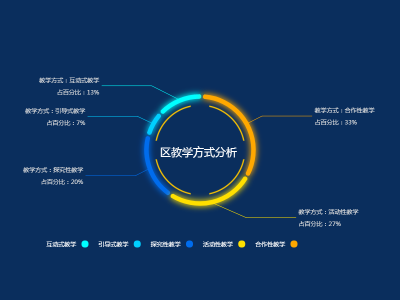 教学方式：互动式教学
占百分比：13%
教学方式：引导式教学
占百分比：7%
教学方式：合作性教学
占百分比：33%
区教学方式分析
教学方式：探究性教学
占百分比：20%
教学方式：活动性教学
占百分比：27%
互动式教学 引导式教学 探究性教学 活动性教学 合作性教学